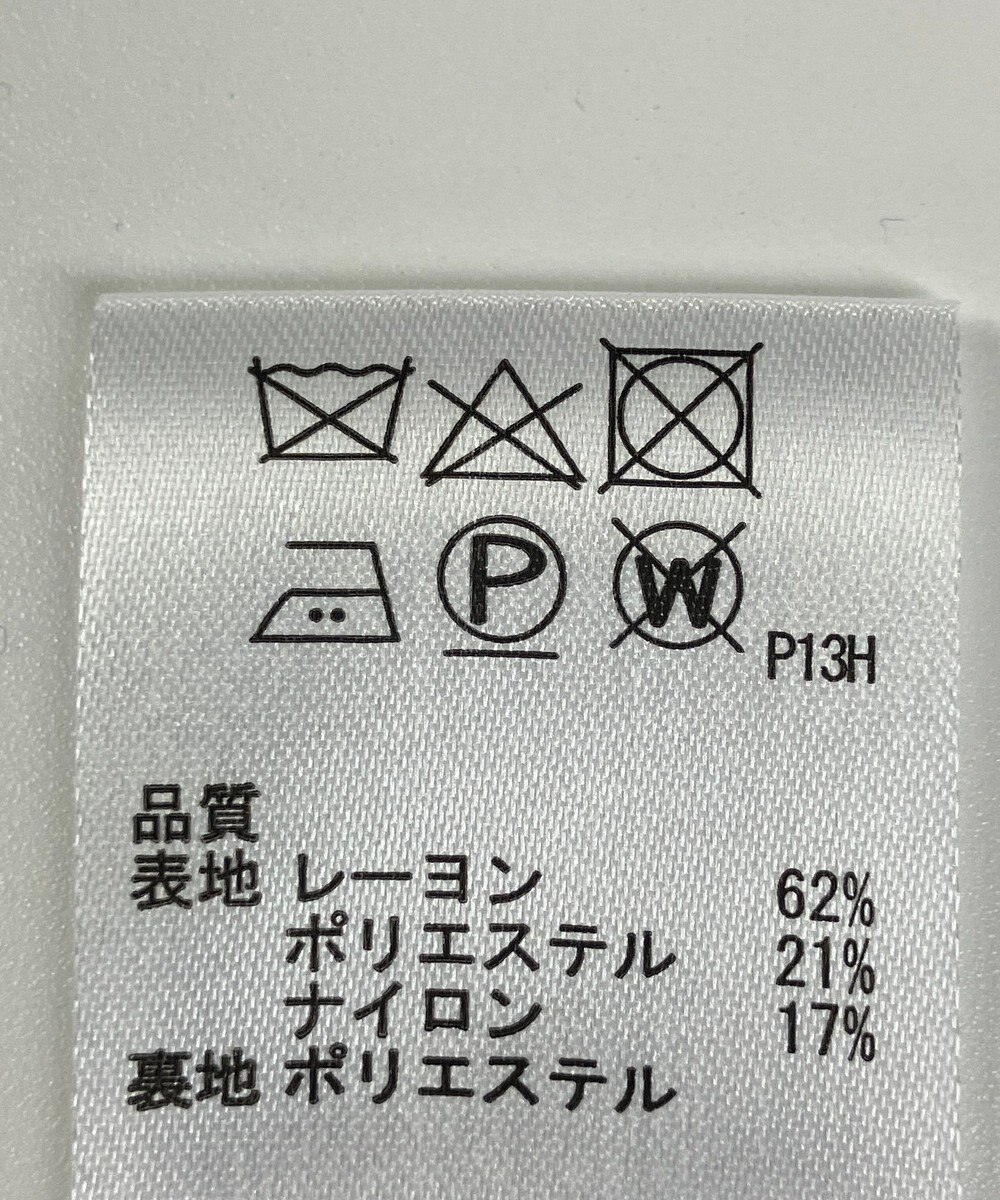 P
W
P13H
品質
表地 レーヨン 62%
ポリエステル 21%
ナイロン 17%
裏地 ポリエステル